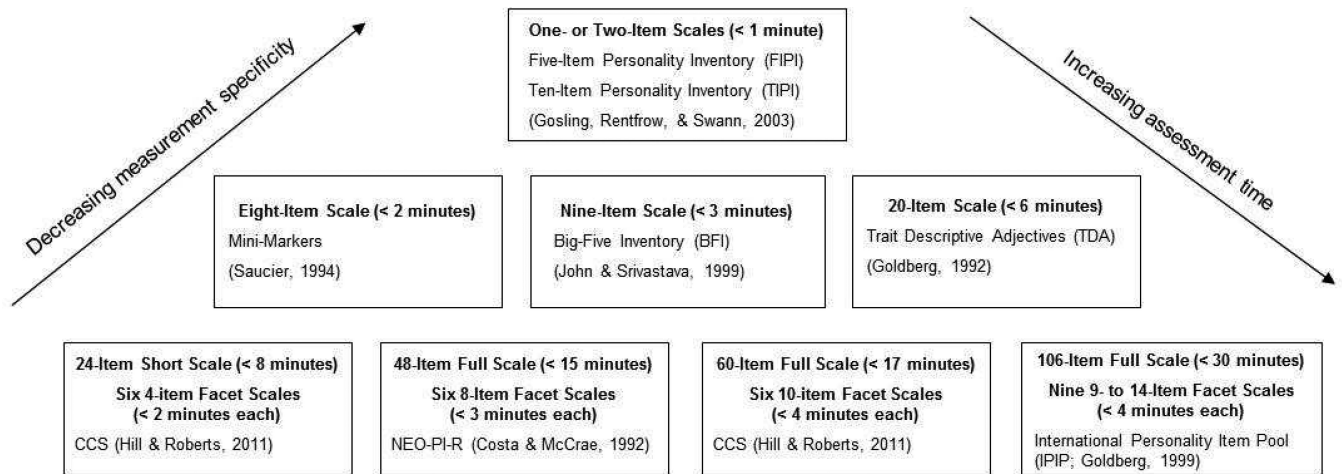 One- or Two-Item Scales (< 1 minute)
Five-Item Personality Inventory (FIPI)
Ten-Item Personality Inventory (TIPI)
(Gosling, Rentfrow, & Swann, 2003)
Decreasing measurement specificity
Increasing assessment time
Eight-Item Scale (< 2 minutes)
Mini-Markers
(Saucier, 1994)
Nine-Item Scale (< 3 minutes)
Big-Five Inventory (BFI)
(John & Srivastava, 1999)
20-Item Scale (< 6 minutes)
Trait Descriptive Adjectives (TDA)
(Goldberg, 1992)
24-Item Short Scale (< 8 minutes)
Six 4-item Facet Scales
(< 2 minutes each)
CCS (Hill & Roberts, 2011)
48-Item Full Scale (< 15 minutes)
Six 8-Item Facet Scales
(< 3 minutes each)
NEO-PI-R (Costa & McCrae, 1992)
60-Item Full Scale (< 17 minutes)
Six 10-item Facet Scales
(< 4 minutes each)
CCS (Hill & Roberts, 2011)
106-Item Full Scale (< 30 minutes)
Nine 9- to 14-Item Facet Scales
(< 4 minutes each)
International Personality Item Pool
(IPIP; Goldberg, 1999)